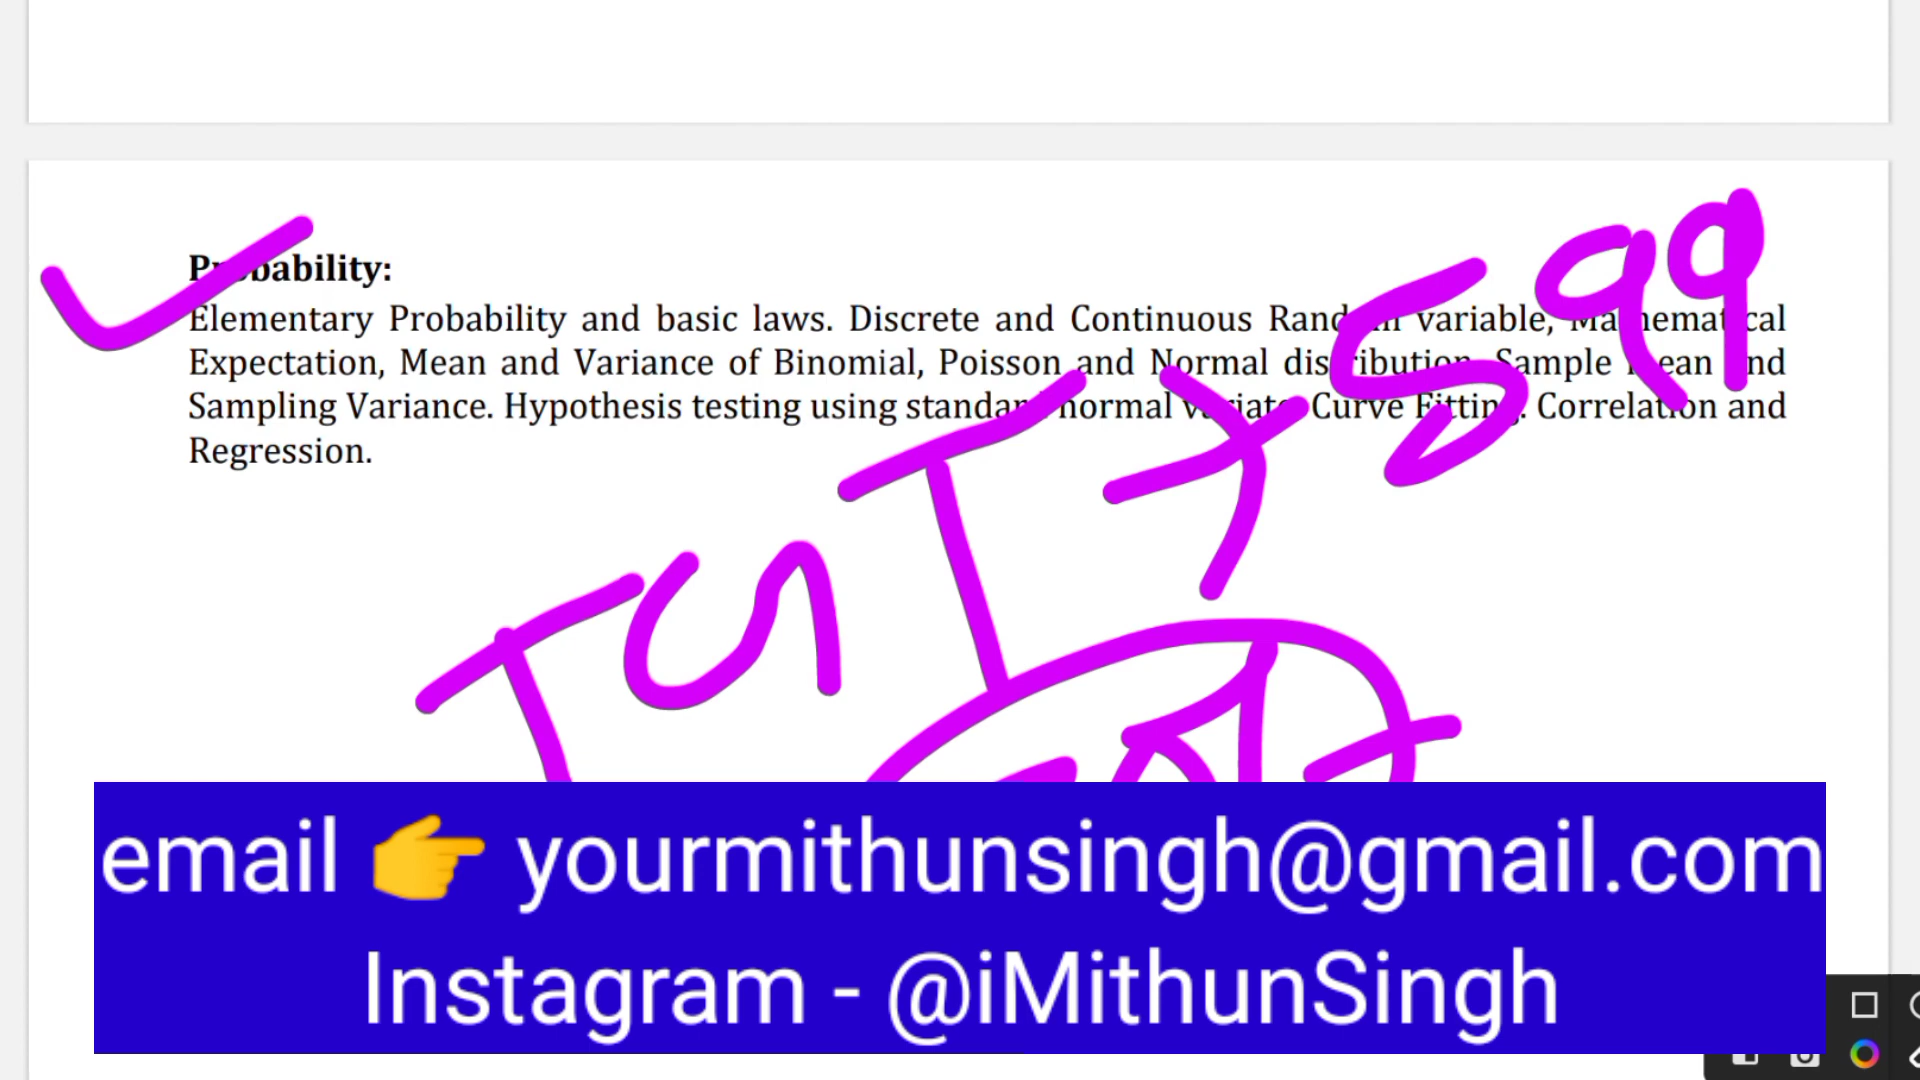 Probability:
Elementary Probability and basic laws. Discrete and Continuous Random variable, Mathematical
Expectation, Mean and Variance of Binomial, Poisson and Normal distribution. Sample mean and
Sampling Variance. Hypothesis testing using standard normal variate. Curve Fitting. Correlation and
Regression.
email 👉 yourmithunsingh@gmail.com
Instagram - @iMithunSingh